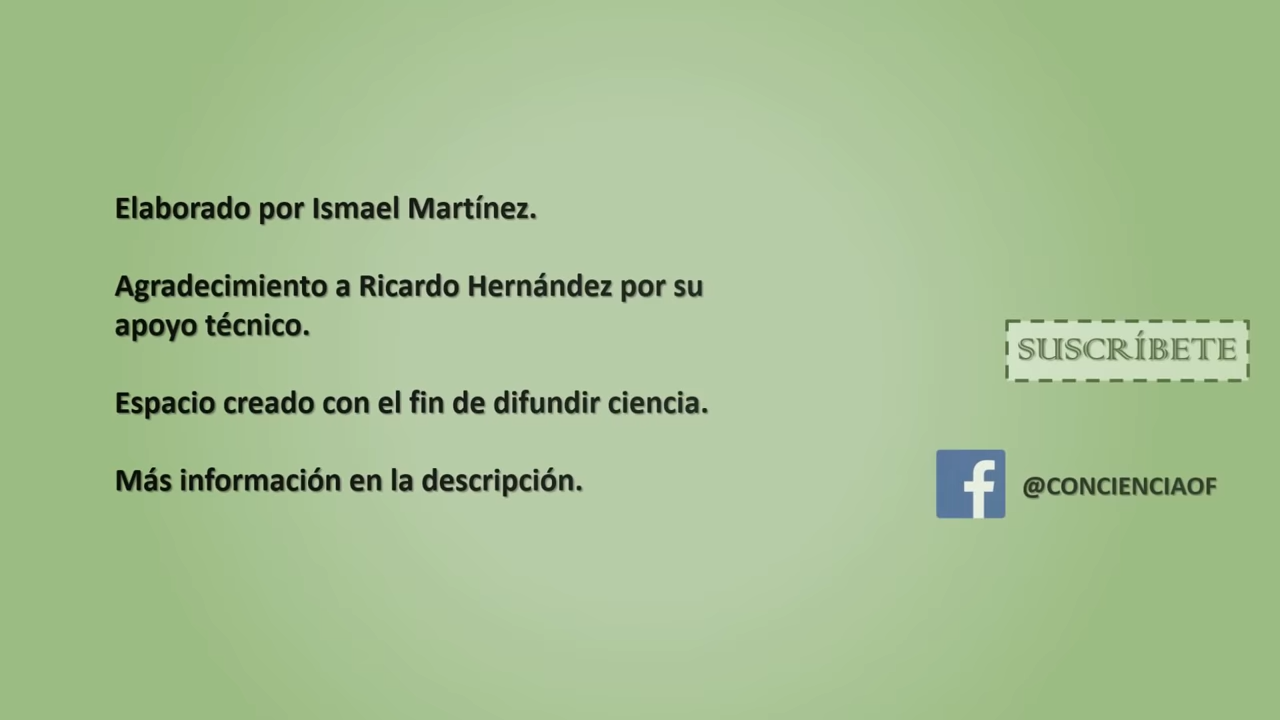 Elaborado por Ismael Martínez.
Agradecimiento a Ricardo Hernández por su
apoyo técnico.
Espacio creado con el fin de difundir ciencia.
Más información en la descripción.
SUSCRÍBETE
f @CONCIENCIAOF